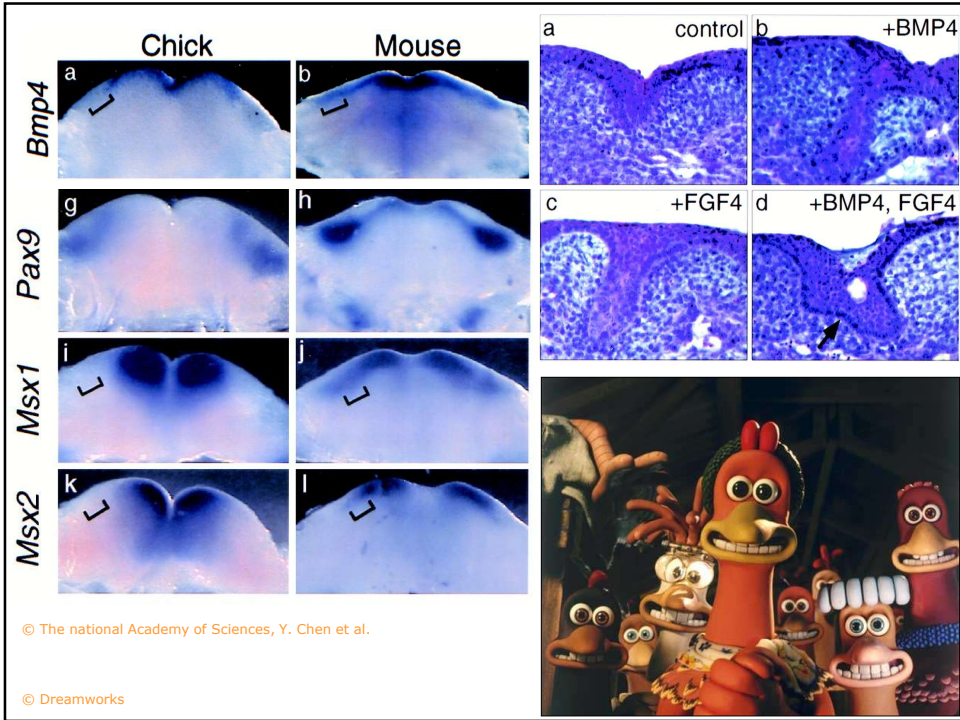 Chick Mouse
Bmp4
a b
Pax9
g h
Msx1
i j
Msx2
k l
a control b +BMP4
c +FGF4 d +BMP4, FGF4
© The national Academy of Sciences, Y. Chen et al.
© Dreamworks